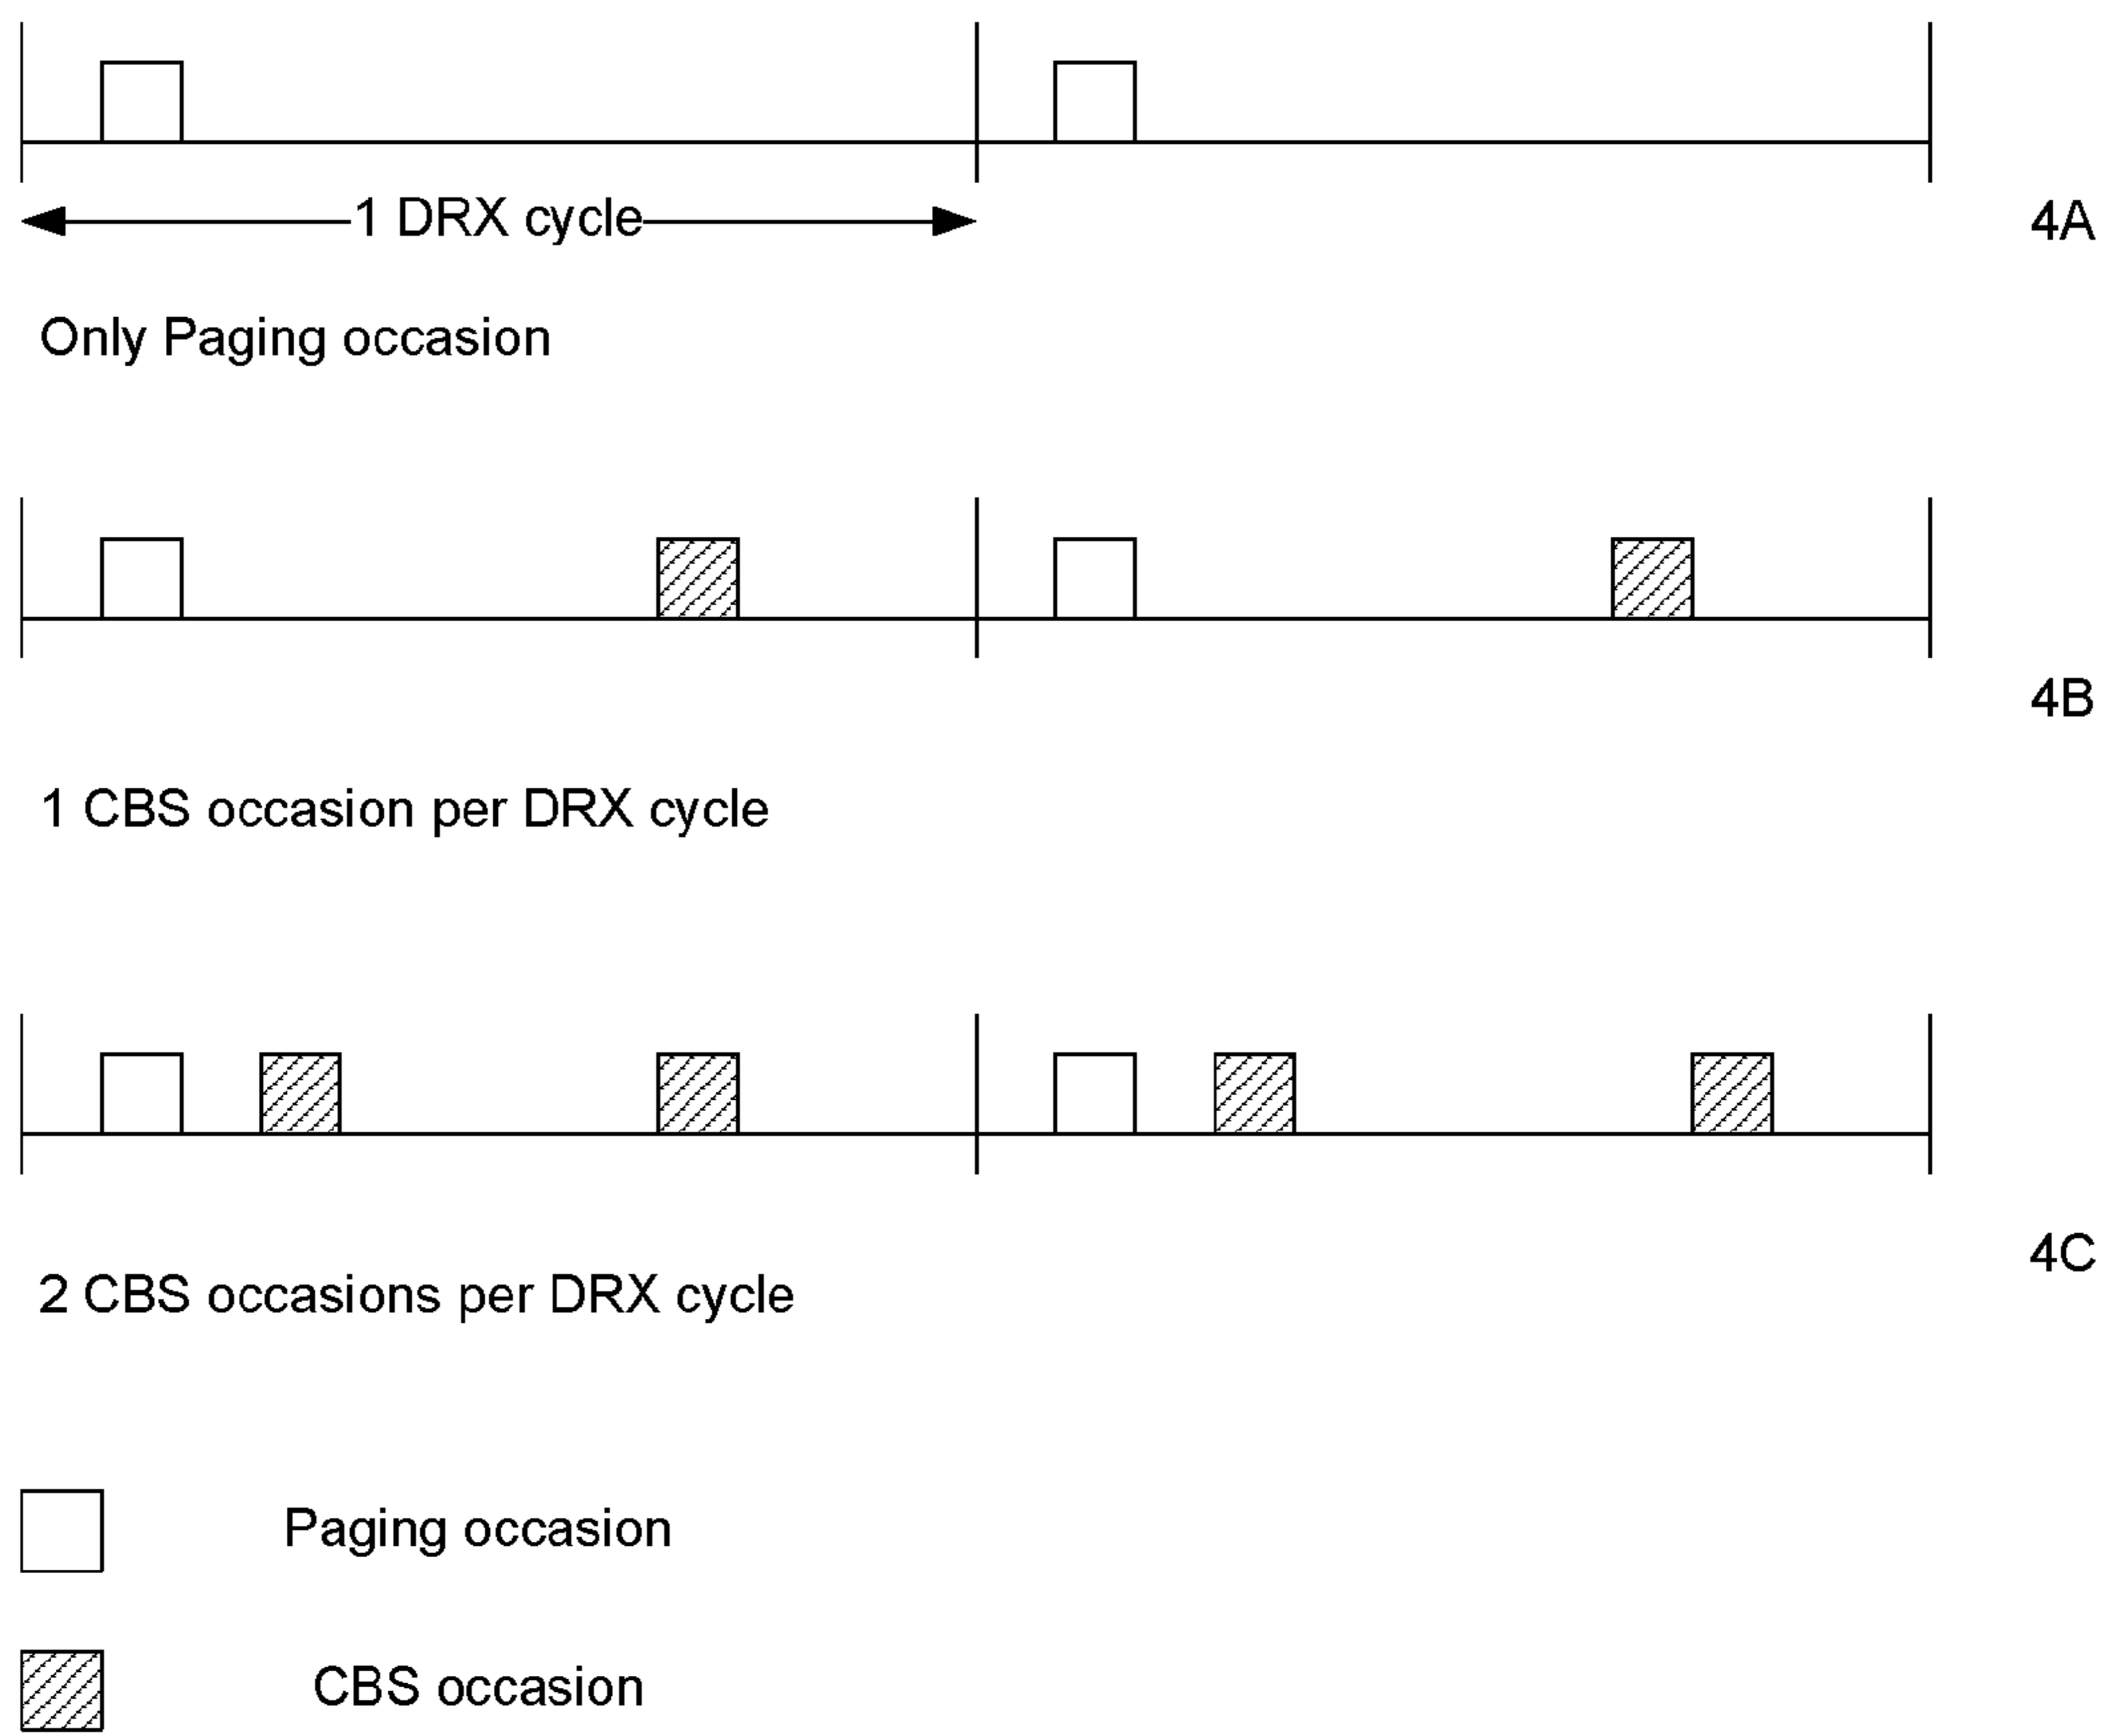 1 DRX cycle
4A
Only Paging occasion
4B
1 CBS occasion per DRX cycle
4C
2 CBS occasions per DRX cycle
Paging occasion
CBS occasion